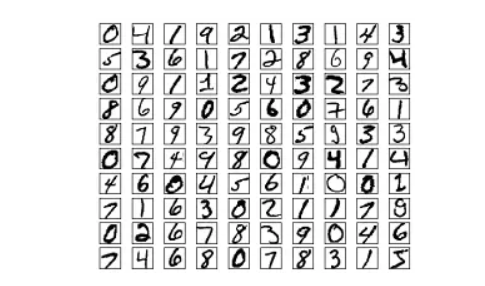 0 4 1 9 2 1 3 1 4 3
5 3 6 1 7 2 8 6 9 4
0 9 1 1 2 4 3 2 7 3
8 6 9 0 5 6 0 7 6 1
8 7 9 3 9 8 5 9 3 3
0 7 4 9 8 0 9 4 1 4
4 6 0 4 5 6 1 0 0 1
7 1 6 3 0 2 1 1 7 9
0 2 6 7 8 3 9 0 4 6
7 4 6 8 0 7 8 3 1 5